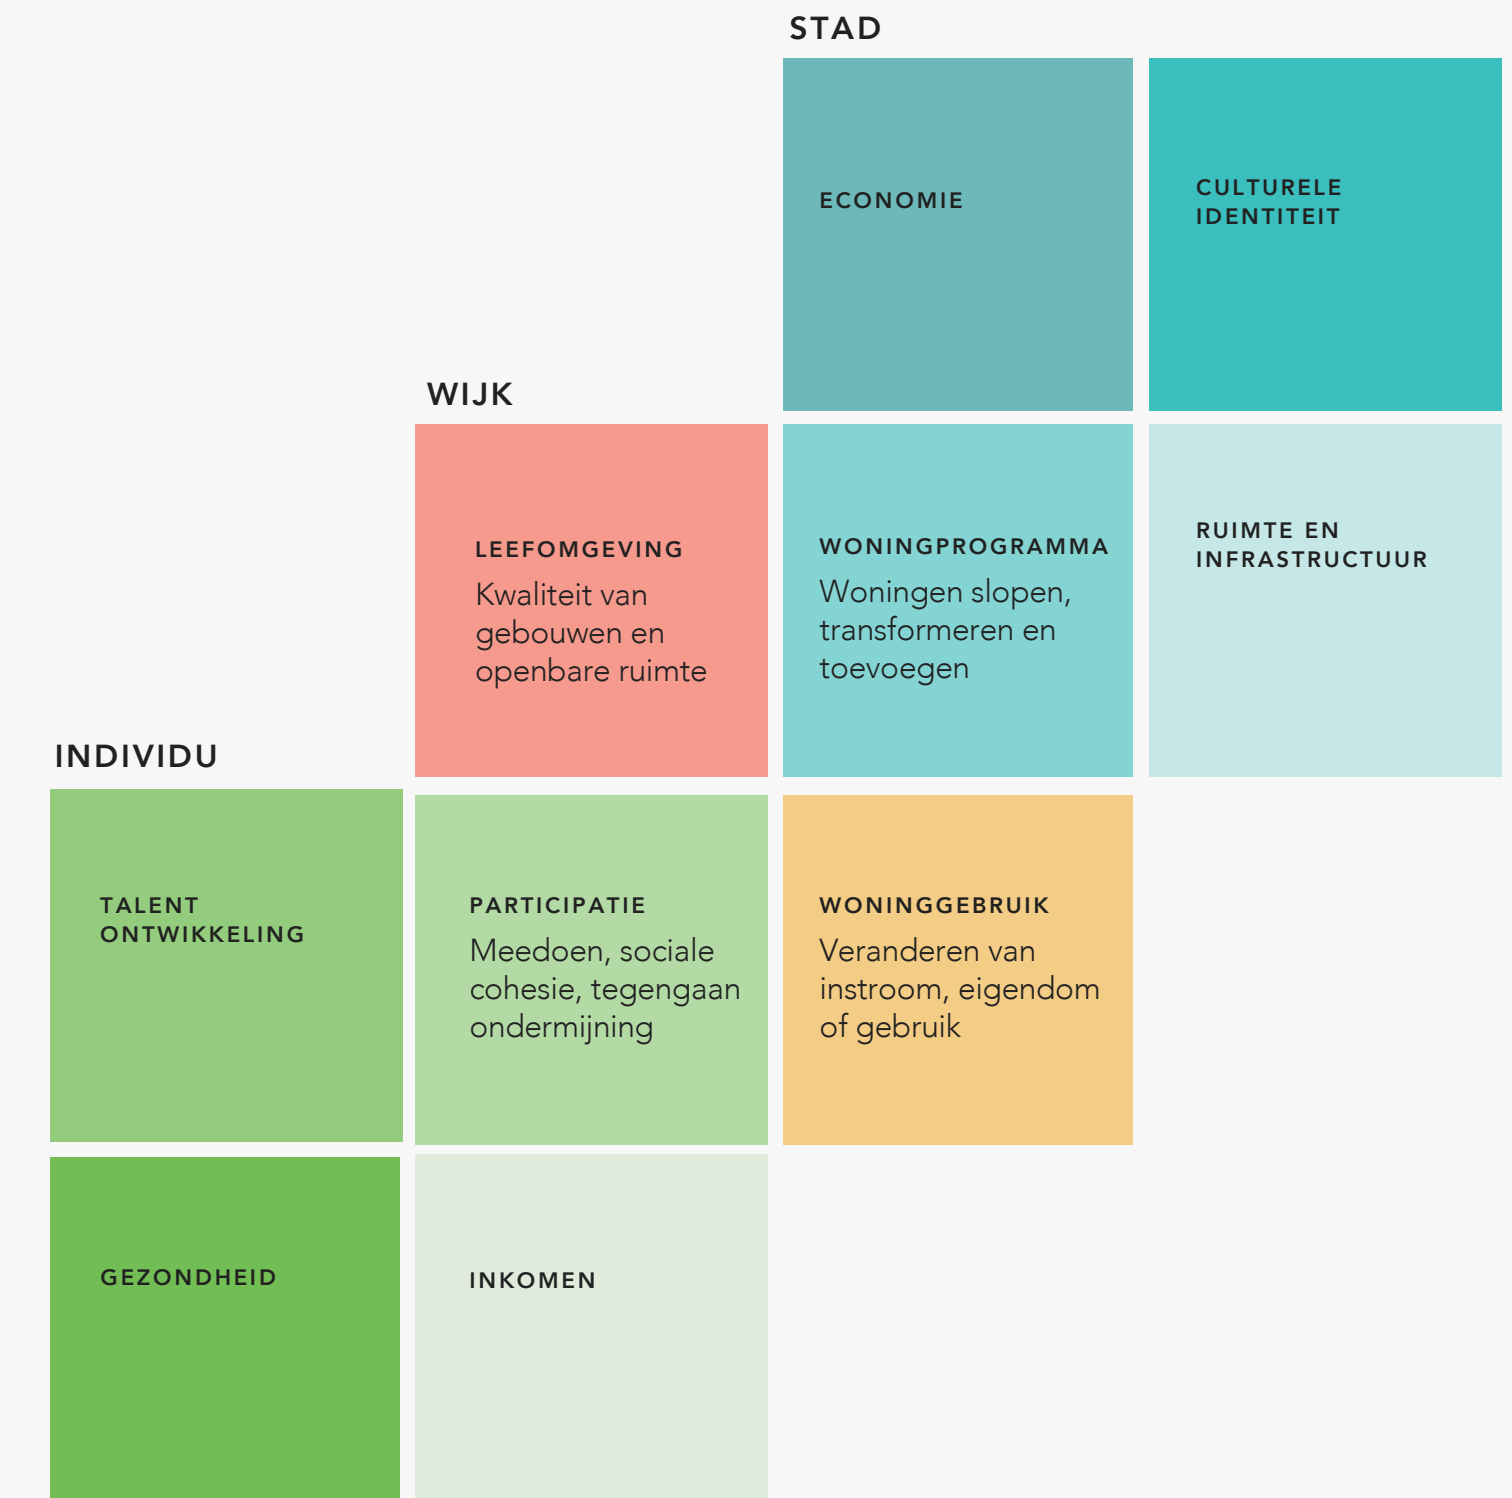 STAD
ECONOMIE
CULTURELE
IDENTITEIT
WIJK
LEEFOMGEVING
Kwaliteit van
gebouwen en
openbare ruimte
WONINGPROGRAMMA
Woningen slopen,
transformeren en
toevoegen
RUIMTE EN
INFRASTRUCTUUR
INDIVIDU
TALENT
ONTWIKKELING
PARTICIPATIE
Meedoen, sociale
cohesie, tegengaan
ondermijning
WONINGGEBRUIK
Veranderen van
instroom, eigendom
of gebruik
GEZONDHEID
INKOMEN